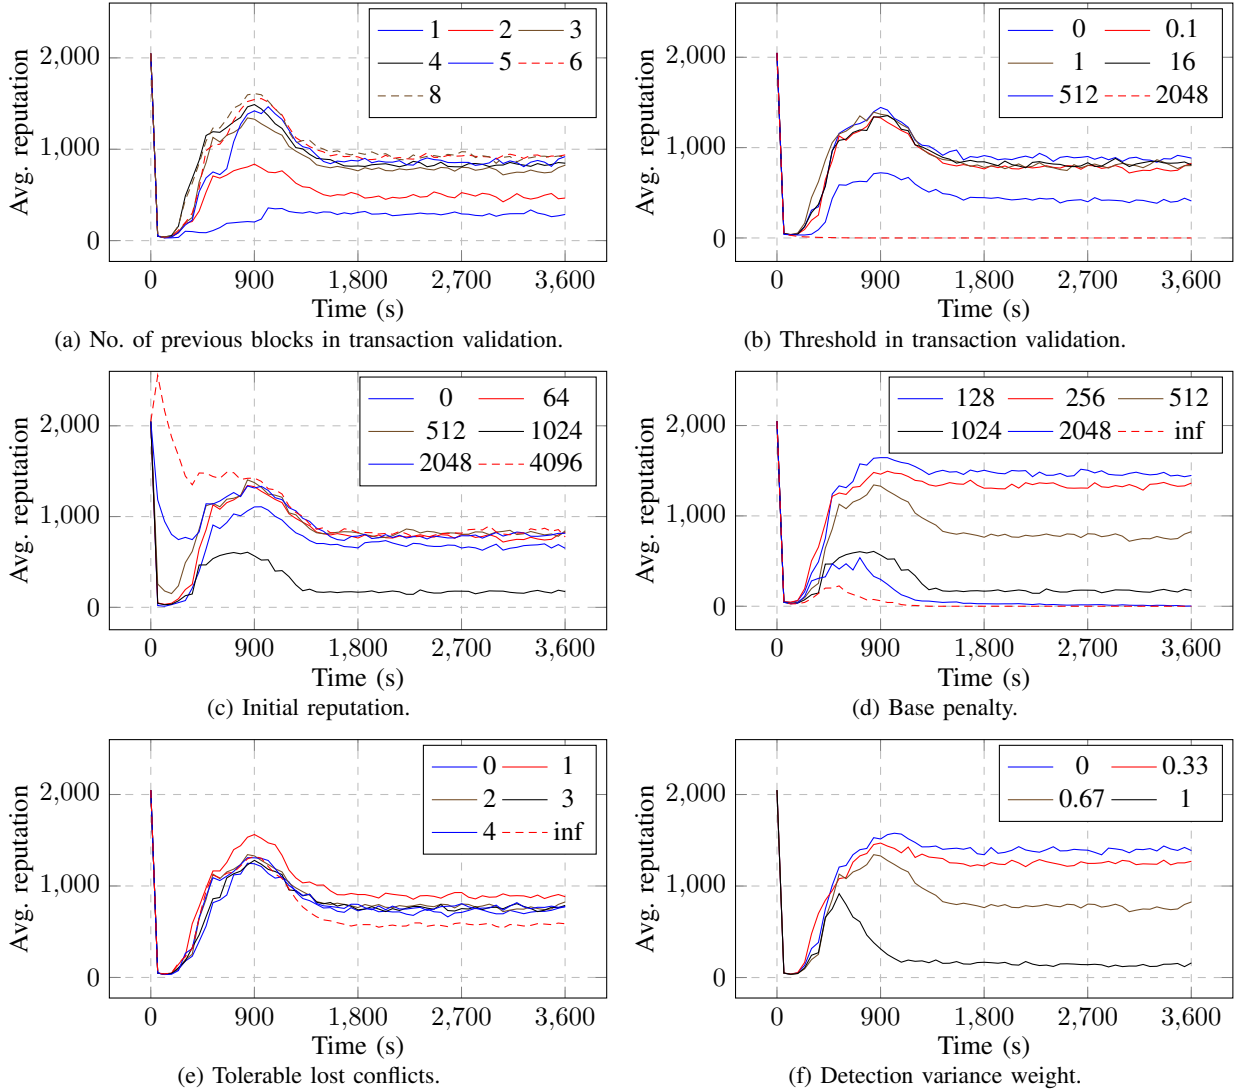 1 2 3
4 5 6
8
2,000
1,000
0
Avg. reputation
0 900 1,800 2,700 3,600
Time (s)
(a) No. of previous blocks in transaction validation.
0 0.1
1 16
512 2048
2,000
1,000
0
Avg. reputation
0 900 1,800 2,700 3,600
Time (s)
(b) Threshold in transaction validation.
0 64
512 1024
2048 4096
2,000
1,000
0
Avg. reputation
0 900 1,800 2,700 3,600
Time (s)
(c) Initial reputation.
128 256 512
1024 2048 inf
2,000
1,000
0
Avg. reputation
0 900 1,800 2,700 3,600
Time (s)
(d) Base penalty.
0 1
2 3
4 inf
2,000
1,000
0
Avg. reputation
0 900 1,800 2,700 3,600
Time (s)
(e) Tolerable lost conflicts.
0 0.33
0.67 1
2,000
1,000
0
Avg. reputation
0 900 1,800 2,700 3,600
Time (s)
(f) Detection variance weight.